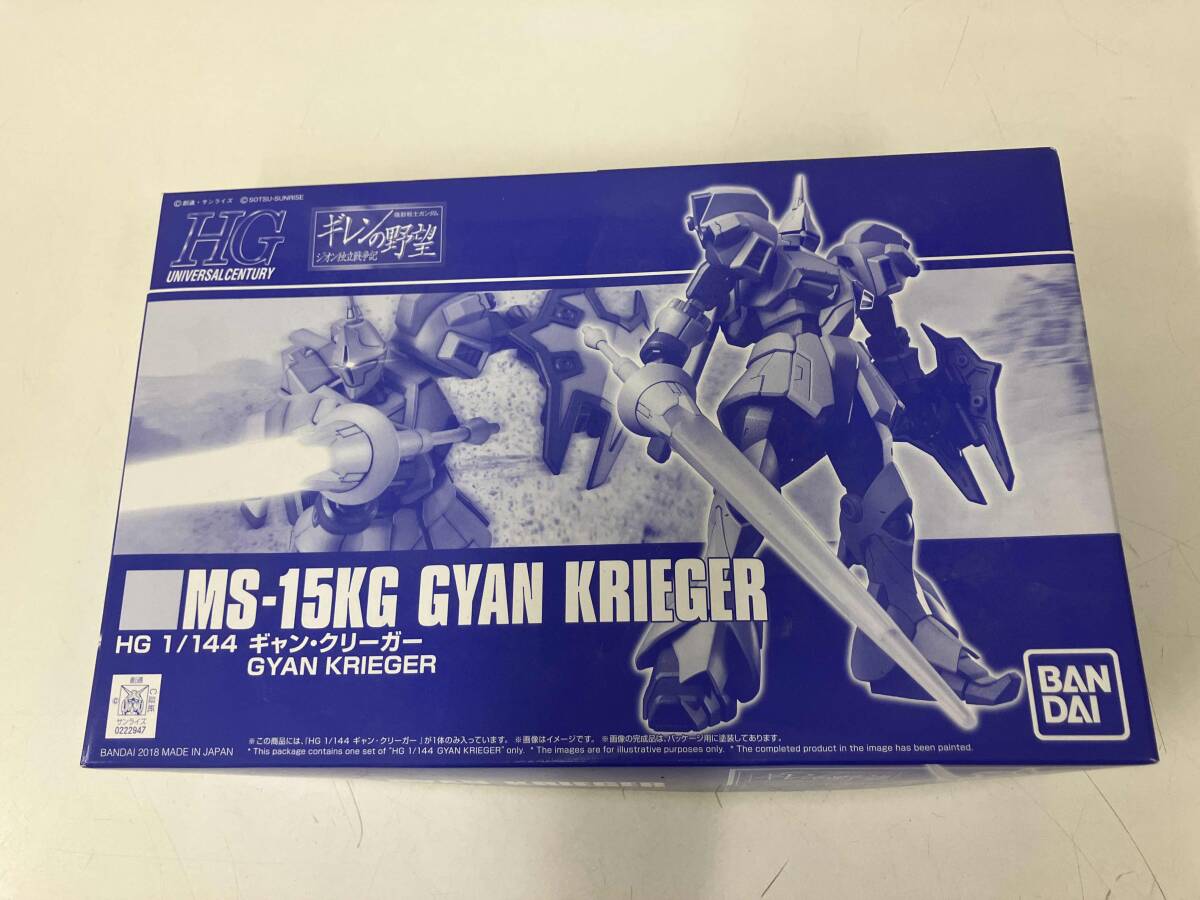 ©創通・サンライズ ©SOTSU・SUNRISE
HG
UNIVERSAL CENTURY
機動戦士ガンダム
ギレンの野望
ジオン独立戦争記
MS-15KG GYAN KRIEGER
HG 1/144 ギャン・クリーガー
GYAN KRIEGER
創通
サンライズ
0222947
©
証紙
BAN
DAI
※この商品には、「HG 1/144 ギャン・クリーガー」が1体のみ入っています。 ※画像はイメージです。 ※画像の完成品は、パッケージ用に塗装してあります。
BANDAI 2018 MADE IN JAPAN
* This package contains one set of "HG 1/144 GYAN KRIEGER" only. * The images are for illustrative purposes only. * The completed product in the image has been painted.